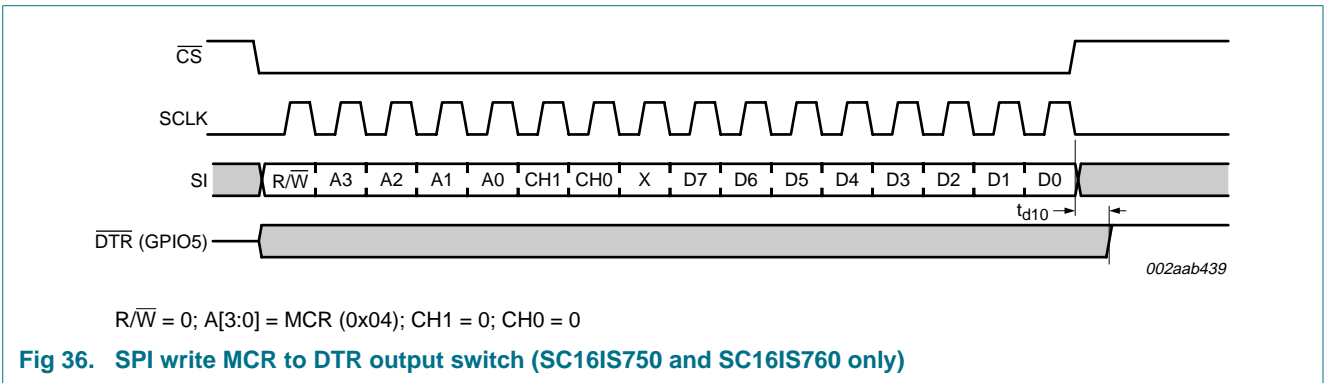 C̅S̅
SCLK
SI R/W̅ A3 A2 A1 A0 CH1 CH0 X D7 D6 D5 D4 D3 D2 D1 D0
td10
D̅T̅R̅ (GPIO5)
002aab439
R/W̅ = 0; A[3:0] = MCR (0x04); CH1 = 0; CH0 = 0
Fig 36. SPI write MCR to DTR output switch (SC16IS750 and SC16IS760 only)